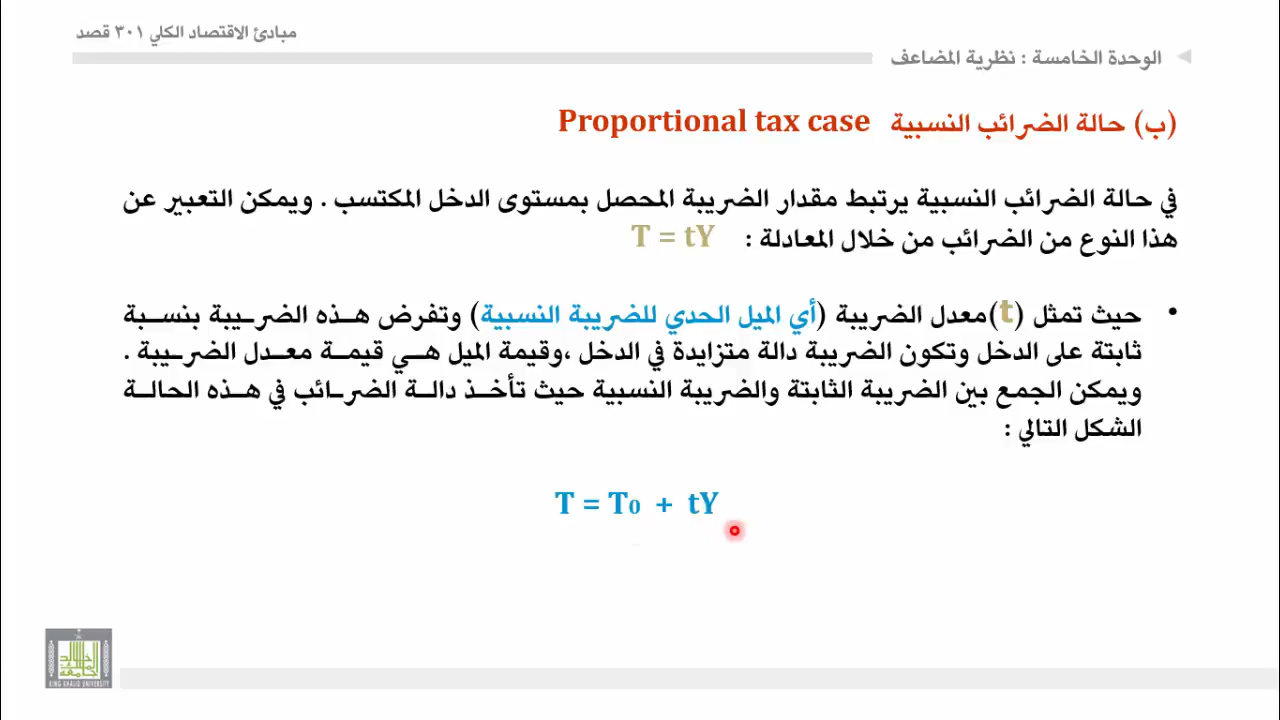 مبادئ الاقتصاد الكلي ٣٠١ قصد
الوحدة الخامسة : نظرية المضاعف
(ب) حالة الضرائب النسبية Proportional tax case
في حالة الضرائب النسبية يرتبط مقدار الضريبة المحصل بمستوى الدخل المكتسب . ويمكن التعبير عن
هذا النوع من الضرائب من خلال المعادلة : T = tY
• حيث تمثل (t)معدل الضريبة (أي الميل الحدي للضريبة النسبية) وتفرض هـذه الضريبة بنسبة
ثابتة على الدخل وتكون الضريبة دالة متزايدة في الدخل ،وقيمة الميل هي قيمة معدل الضريبة .
ويمكن الجمع بين الضريبة الثابتة والضريبة النسبية حيث تأخذ دالة الضرائب في هذه الحالة
الشكل التالي :
T = T₀ + tY
KING KHALID UNIVERSITY